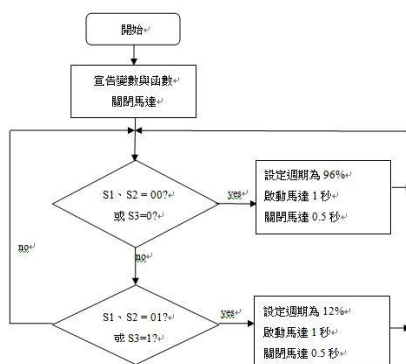 開始
宣告變數與函數
關閉馬達
S1、S2 = 00?
或 S3=0?
yes
設定週期為 96%
啟動馬達 1 秒
關閉馬達 0.5 秒
no
no
S1、S2 = 01?
或 S3=1?
yes
設定週期為 12%
啟動馬達 1 秒
關閉馬達 0.5 秒